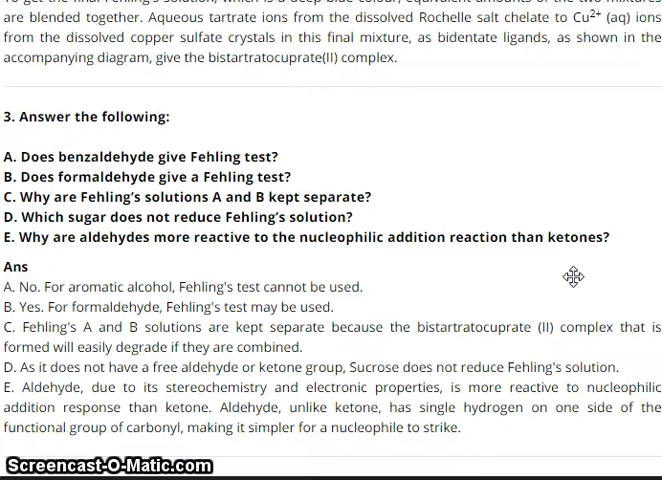 are blended together. Aqueous tartrate ions from the dissolved Rochelle salt chelate to Cu²⁺ (aq) ions
from the dissolved copper sulfate crystals in this final mixture, as bidentate ligands, as shown in the
accompanying diagram, give the bistartratocuprate(II) complex.
3. Answer the following:
A. Does benzaldehyde give Fehling test?
B. Does formaldehyde give a Fehling test?
C. Why are Fehling's solutions A and B kept separate?
D. Which sugar does not reduce Fehling's solution?
E. Why are aldehydes more reactive to the nucleophilic addition reaction than ketones?
Ans
A. No. For aromatic alcohol, Fehling's test cannot be used.
B. Yes. For formaldehyde, Fehling's test may be used.
C. Fehling's A and B solutions are kept separate because the bistartratocuprate (II) complex that is
formed will easily degrade if they are combined.
D. As it does not have a free aldehyde or ketone group, Sucrose does not reduce Fehling's solution.
E. Aldehyde, due to its stereochemistry and electronic properties, is more reactive to nucleophilic
addition response than ketone. Aldehyde, unlike ketone, has single hydrogen on one side of the
functional group of carbonyl, making it simpler for a nucleophile to strike.
Screencast-O-Matic.com